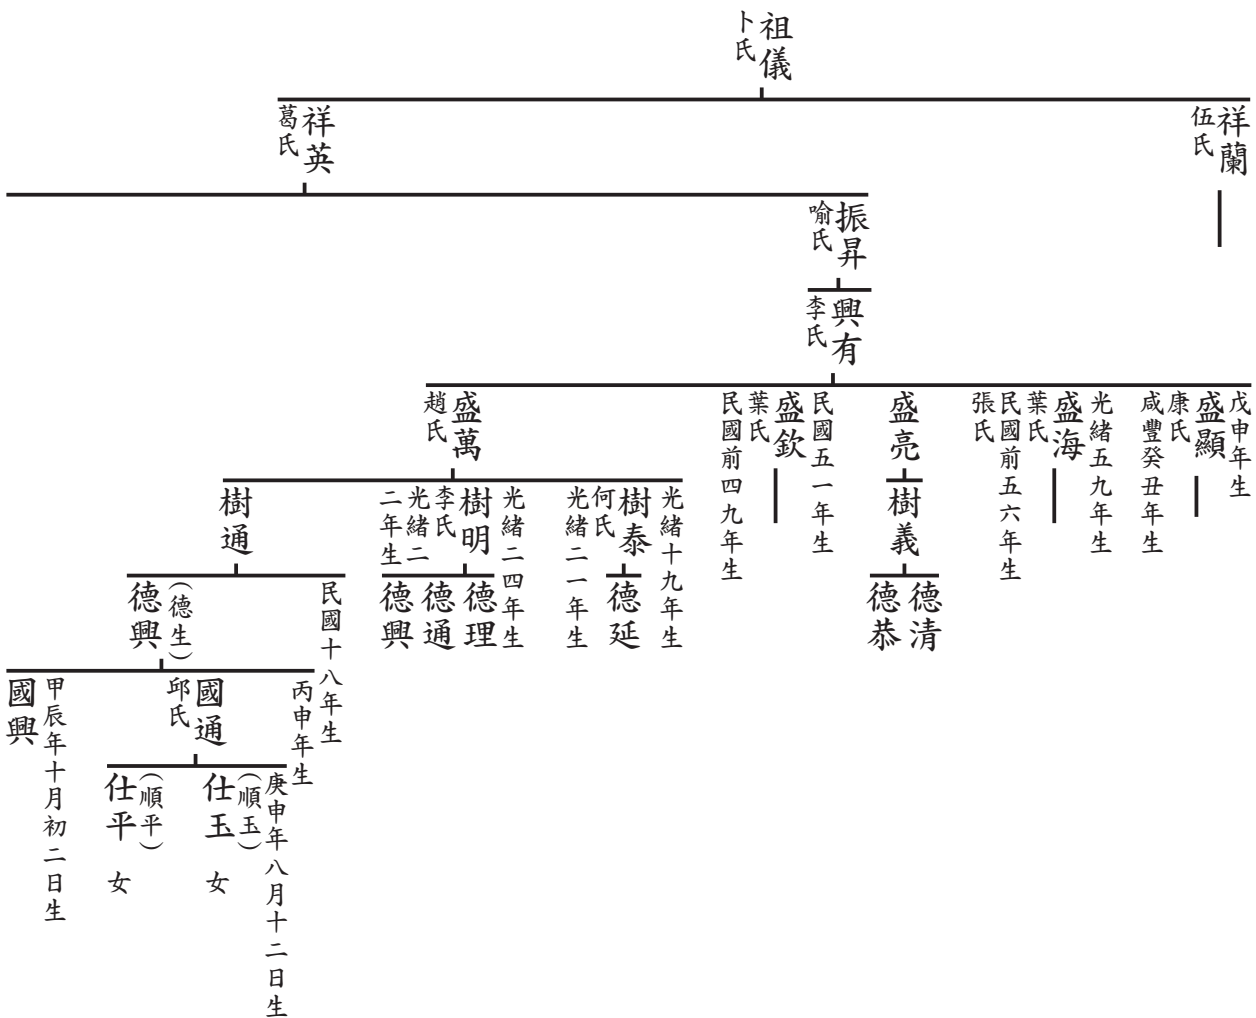 祖儀
卜氏
祥蘭
伍氏
祥英
葛氏
振昇
喻氏
興有
李氏
戊申年生
盛顯
康氏
咸豐癸丑年生
光緒五九年生
盛海
葉氏
民國前五六年生
張氏
盛亮
民國五一年生
盛欽
葉氏
民國前四九年生
盛萬
趙氏
樹義
光緒十九年生
樹泰
何氏
光緒二一年生
光緒二四年生
樹明
李氏
光緒二
二年生
樹通
德清
德恭
德延
德理
德通
德興
民國十八年生
（德生）
德興
丙申年生
國通
邱氏
甲辰年十月初二日生
國興
庚申年八月十二日生
（順玉）
仕玉 女
（順平）
仕平 女